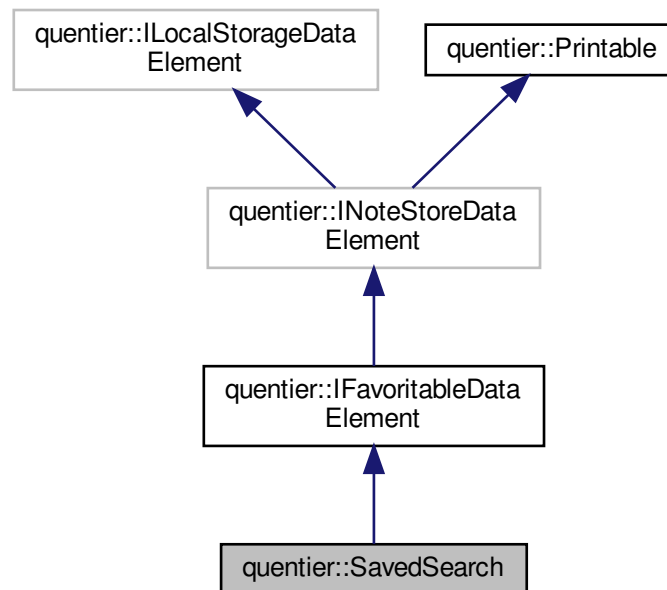 quentier::ILocalStorageData
Element
quentier::Printable
quentier::INoteStoreData
Element
quentier::IFavoritableData
Element
quentier::SavedSearch